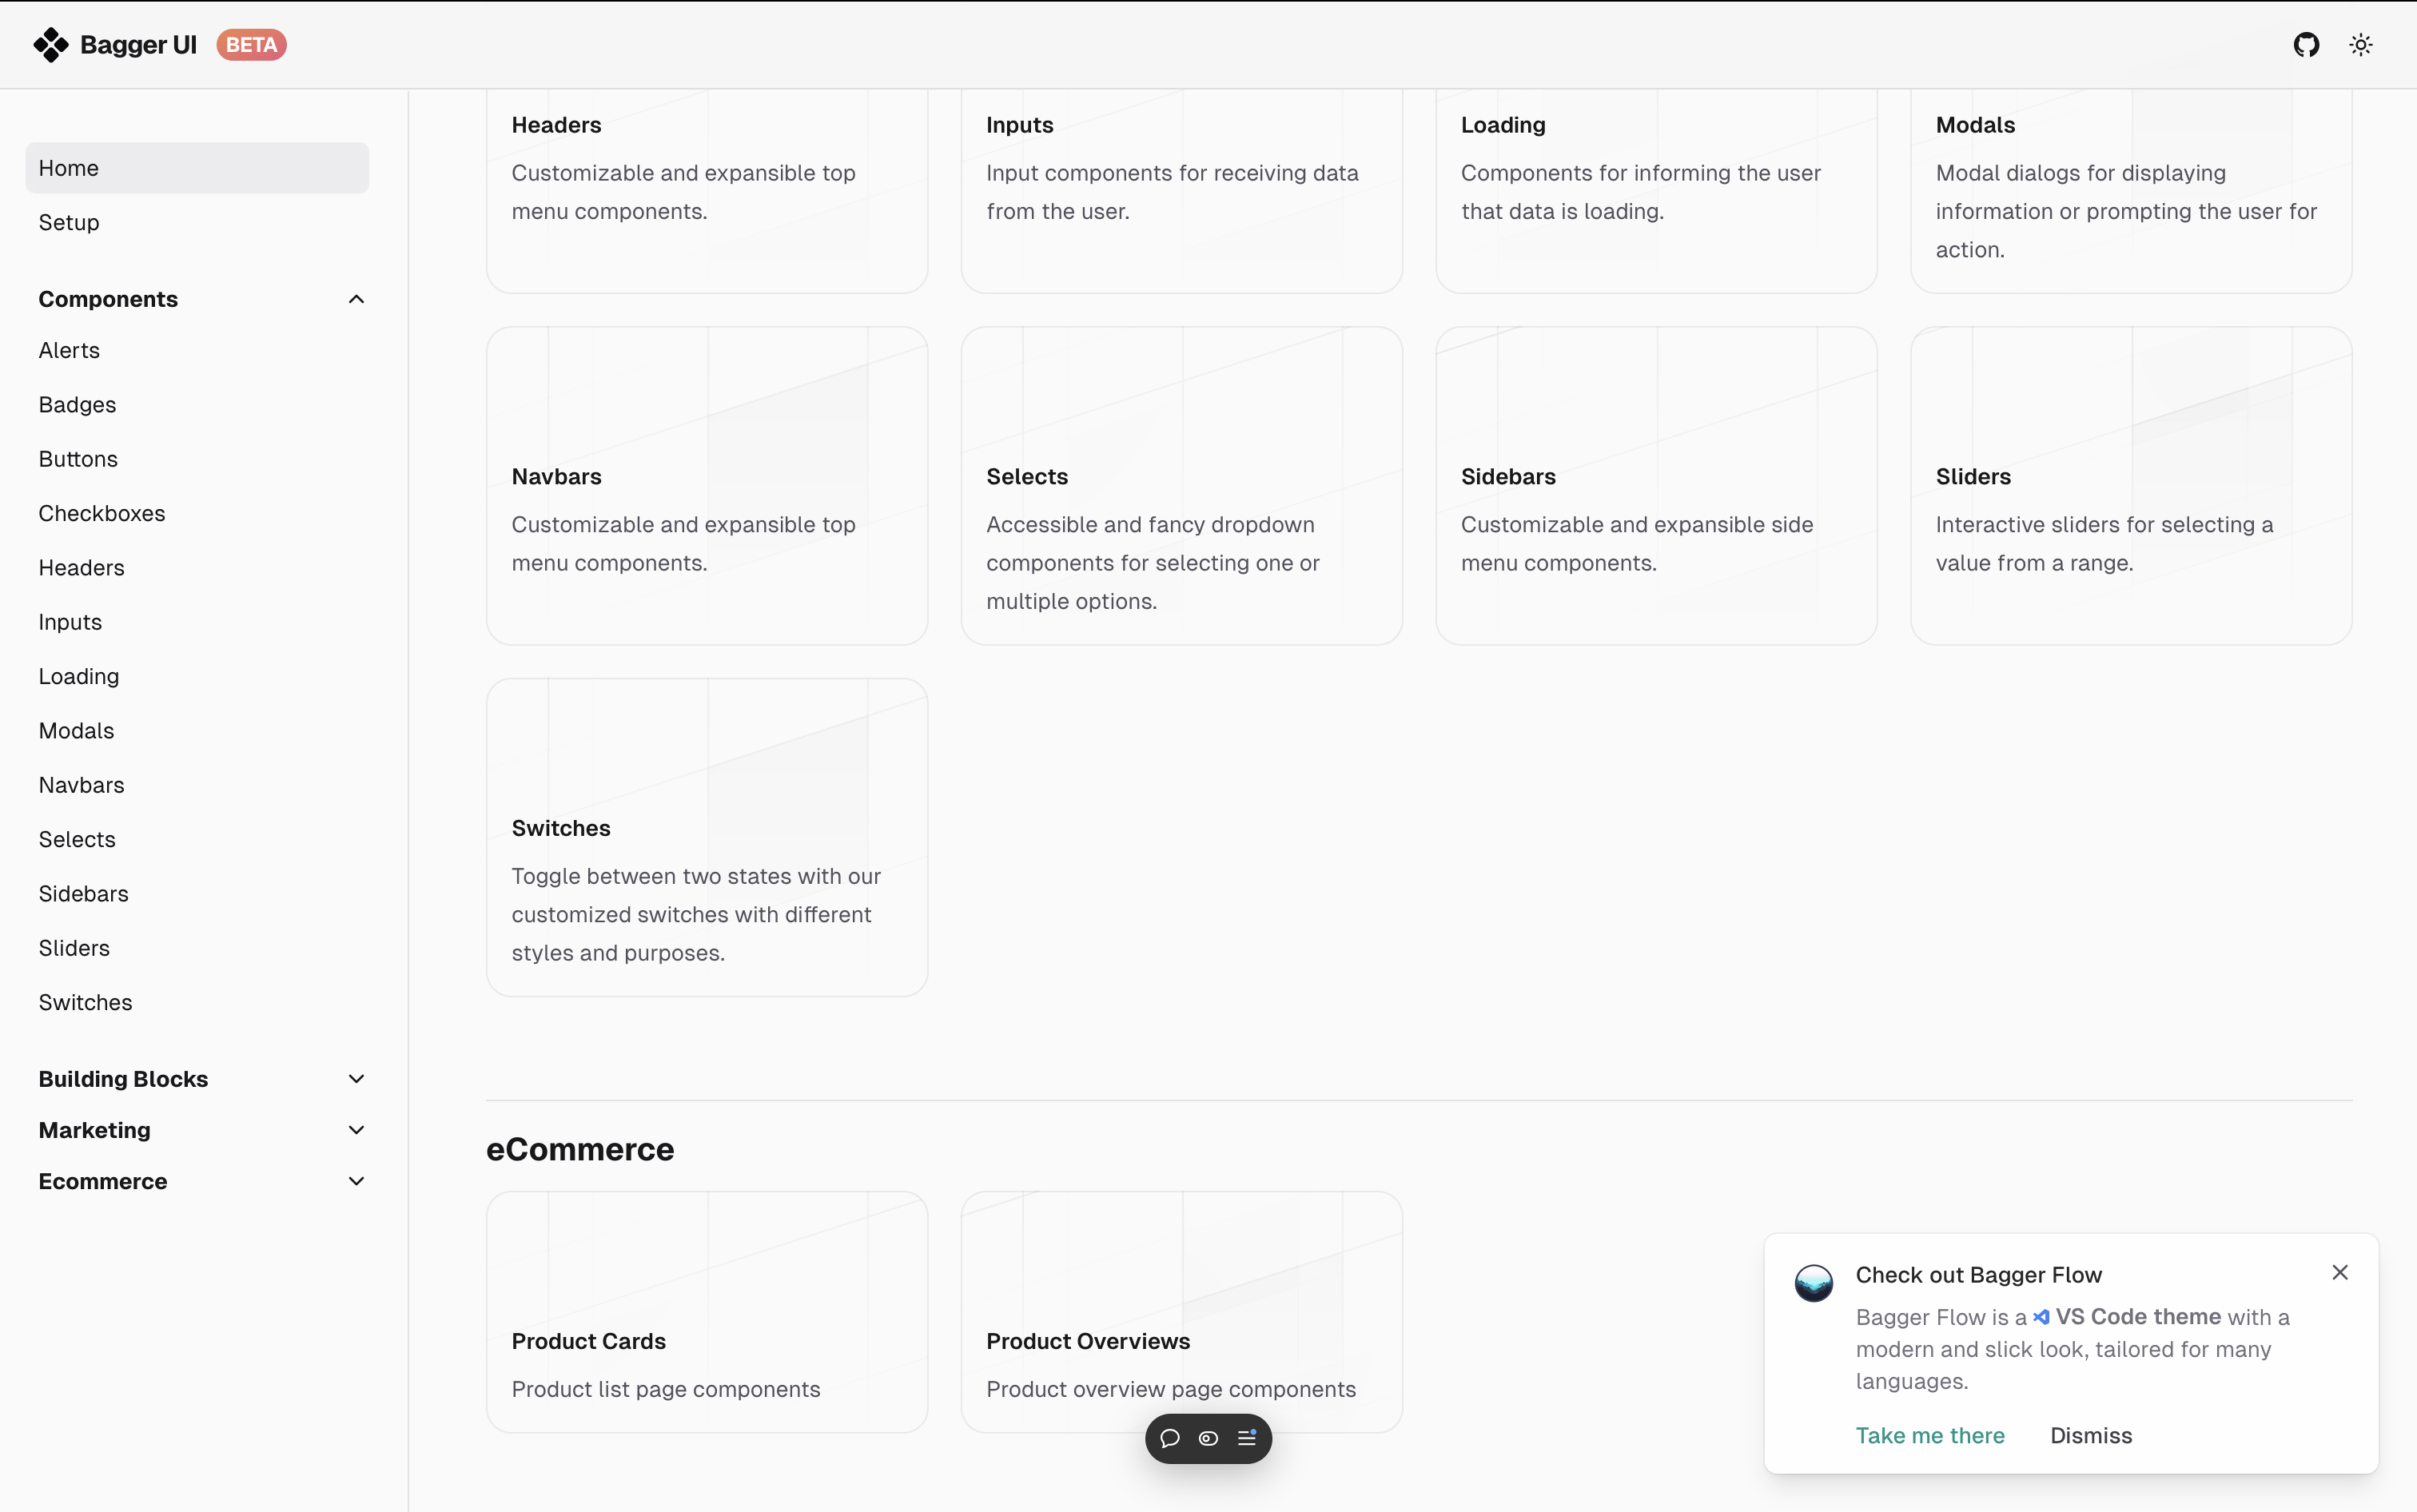 Bagger UI BETA
Home
Setup
Components
Alerts
Badges
Buttons
Checkboxes
Headers
Inputs
Loading
Modals
Navbars
Selects
Sidebars
Sliders
Switches
Building Blocks
Marketing
Ecommerce
Headers
Customizable and expansible top
menu components.
Inputs
Input components for receiving data
from the user.
Loading
Components for informing the user
that data is loading.
Modals
Modal dialogs for displaying
information or prompting the user for
action.
Navbars
Customizable and expansible top
menu components.
Selects
Accessible and fancy dropdown
components for selecting one or
multiple options.
Sidebars
Customizable and expansible side
menu components.
Sliders
Interactive sliders for selecting a
value from a range.
Switches
Toggle between two states with our
customized switches with different
styles and purposes.
eCommerce
Product Cards
Product list page components
Product Overviews
Product overview page components
Check out Bagger Flow
Bagger Flow is a VS Code theme with a
modern and slick look, tailored for many
languages.
Take me there Dismiss